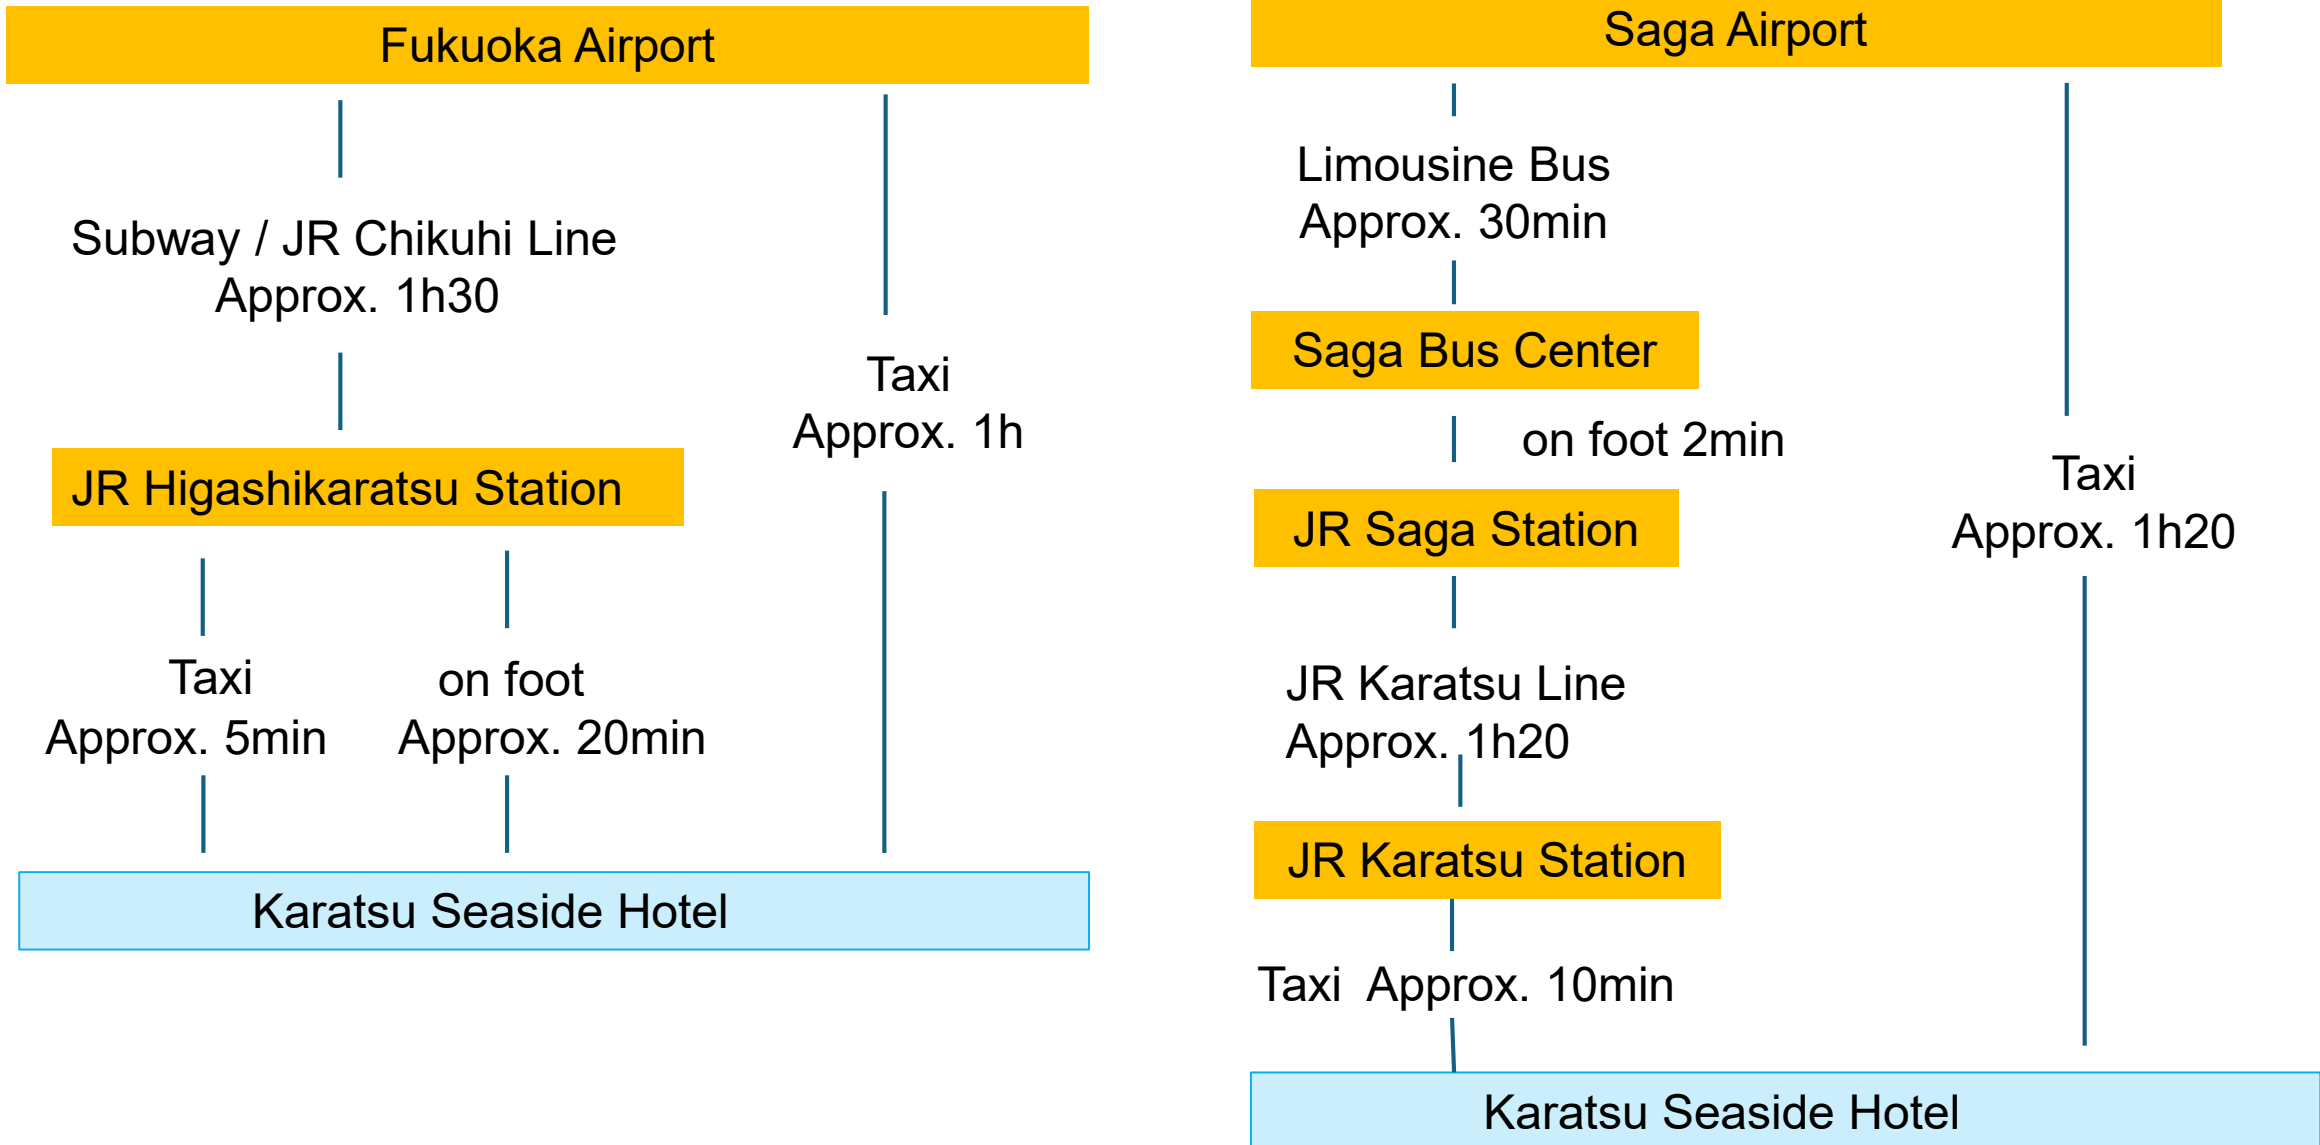 Fukuoka Airport
Subway / JR Chikuhi Line
Approx. 1h30
Taxi
Approx. 1h
JR Higashikaratsu Station
Taxi
Approx. 5min
on foot
Approx. 20min
Karatsu Seaside Hotel
Saga Airport
Limousine Bus
Approx. 30min
Saga Bus Center
on foot 2min
JR Saga Station
Taxi
Approx. 1h20
JR Karatsu Line
Approx. 1h20
JR Karatsu Station
Taxi  Approx. 10min
Karatsu Seaside Hotel